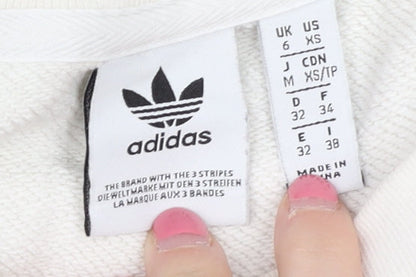 adidas
THE BRAND WITH THE 3 STRIPES
DIE WELTMARKE MIT DEN 3 STREIFEN
LA MARQUE AUX 3 BANDES
UK US
6 XS
J CDN
M XS/TP
D F
32 34
E I
32 38
MADE IN